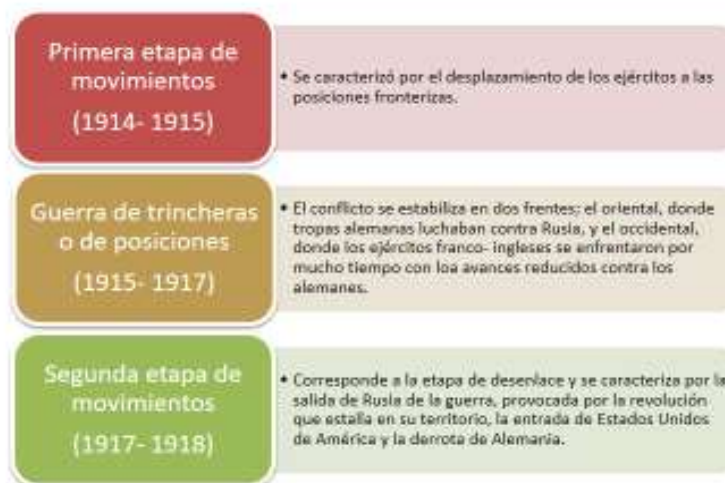 Primera etapa de
movimientos
(1914- 1915)
• Se caracterizó por el desplazamiento de los ejércitos a las
posiciones fronterizas.
Guerra de trincheras
o de posiciones
(1915- 1917)
• El conflicto se estabiliza en dos frentes; el oriental, donde
tropas alemanas luchaban contra Rusia, y el occidental,
donde los ejércitos franco- ingleses se enfrentaron por
mucho tiempo con loa avances reducidos contra los
alemanes.
Segunda etapa de
movimientos
(1917- 1918)
• Corresponde a la etapa de desenlace y se caracteriza por la
salida de Rusia de la guerra, provocada por la revolución
que estalla en su territorio, la entrada de Estados Unidos
de América y la derrota de Alemania.